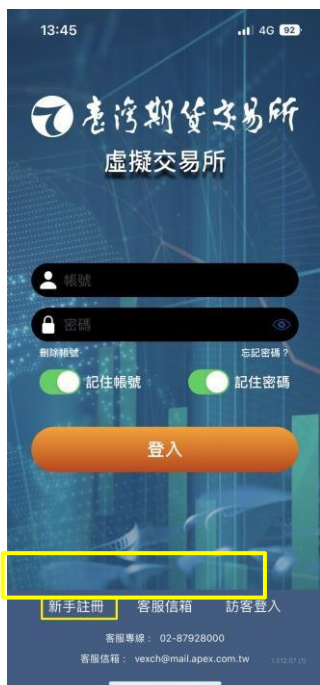 13:45 4G 92
臺灣期貨交易所
虛擬交易所
帳號
密碼
刪除帳號 忘記密碼？
記住帳號 記住密碼
登入
新手註冊 客服信箱 訪客登入
客服專線： 02-87928000
客服信箱： vexch@mail.apex.com.tw